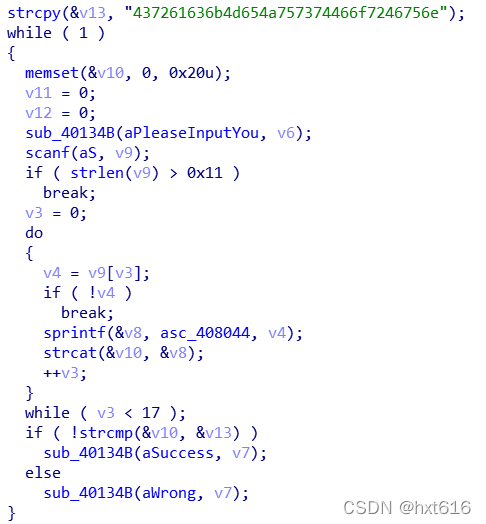 strcpy(&v13, "437261636b4d654a757374466f7246756e");
while ( 1 )
{
  memset(&v10, 0, 0x20u);
  v11 = 0;
  v12 = 0;
  sub_40134B(aPleaseInputYou, v6);
  scanf(aS, v9);
  if ( strlen(v9) > 0x11 )
    break;
  v3 = 0;
  do
  {
    v4 = v9[v3];
    if ( !v4 )
      break;
    sprintf(&v8, asc_408044, v4);
    strcat(&v10, &v8);
    ++v3;
  }
  while ( v3 < 17 );
  if ( !strcmp(&v10, &v13) )
    sub_40134B(aSuccess, v7);
  else
    sub_40134B(aWrong, v7);
}
CSDN @hxt616